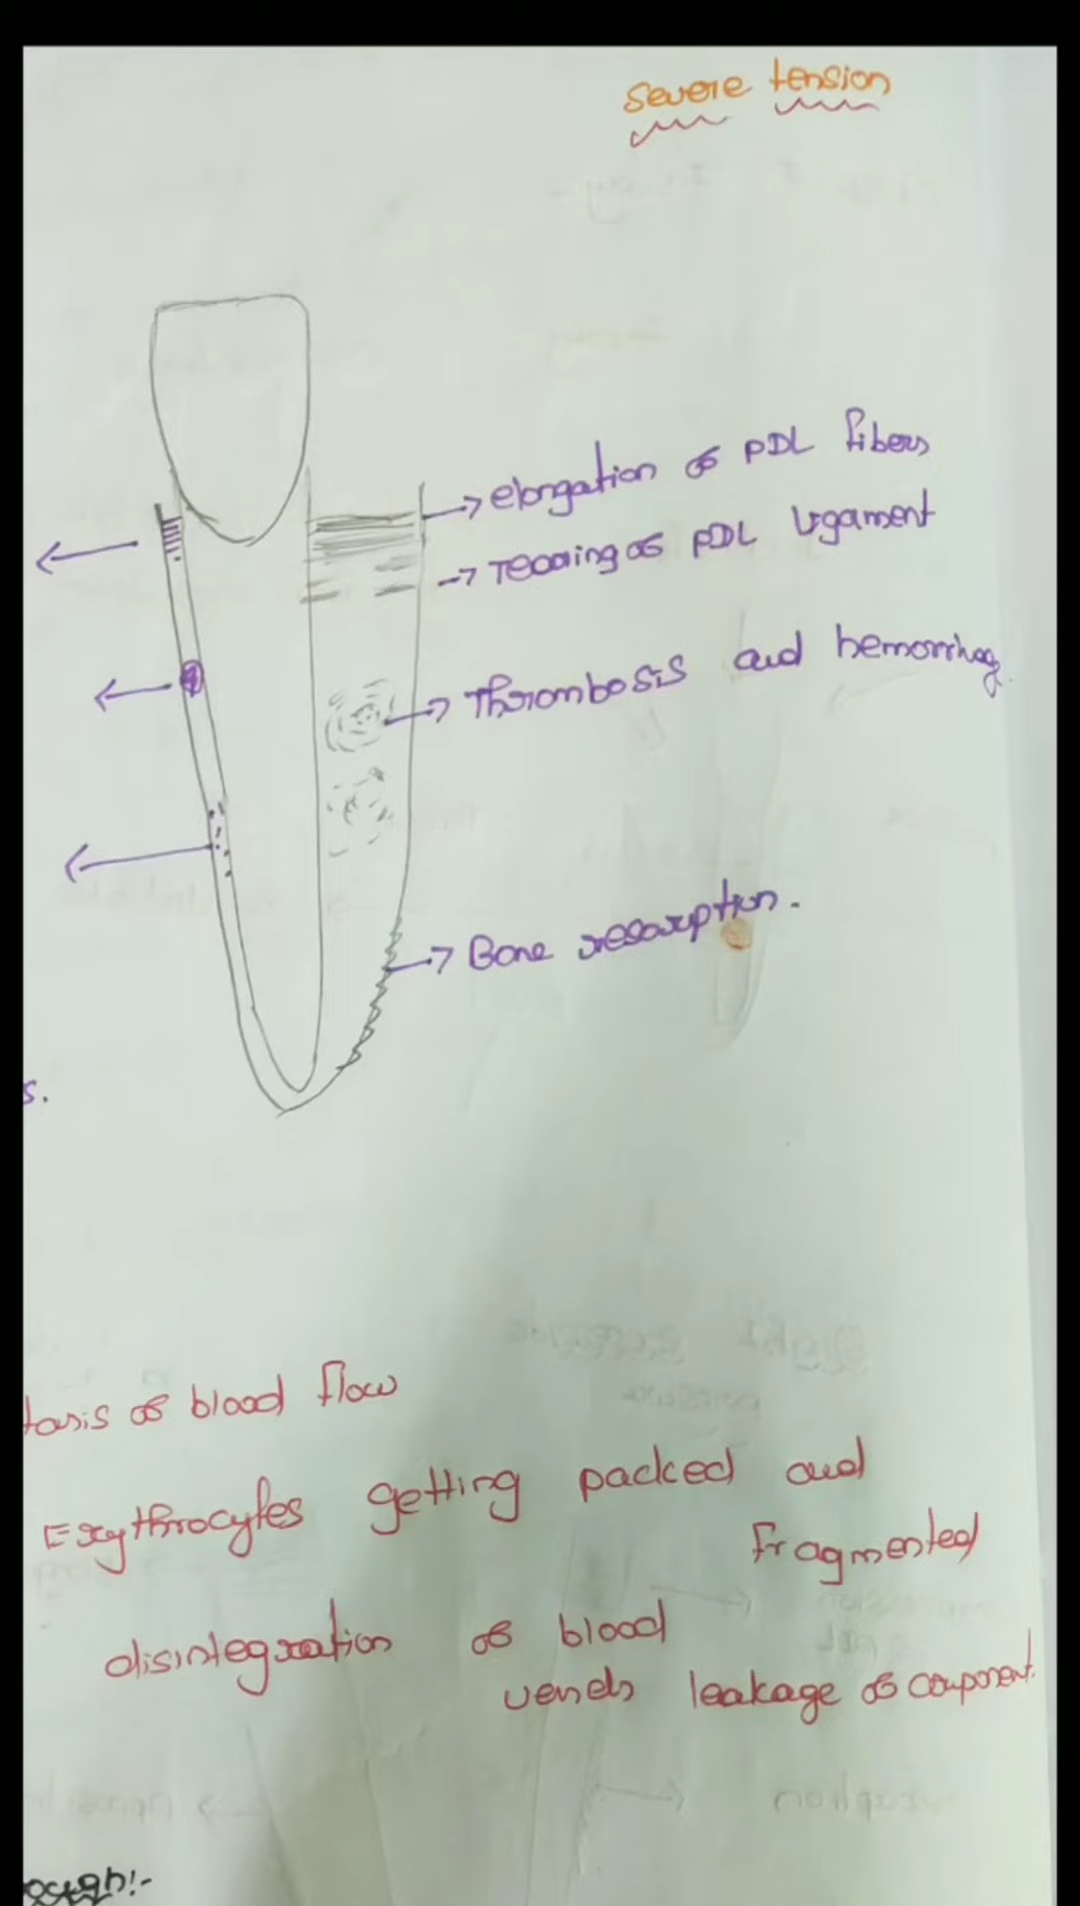 severe tension
→ elongation of PDL fibers
→ Tearing of PDL ligament
→ Thrombosis and hemorrhag
→ Bone resorption.
s.
tasis of blood flow
Erythrocytes getting packed and
Fragmented
disintegration of blood
vessels leakage of component.